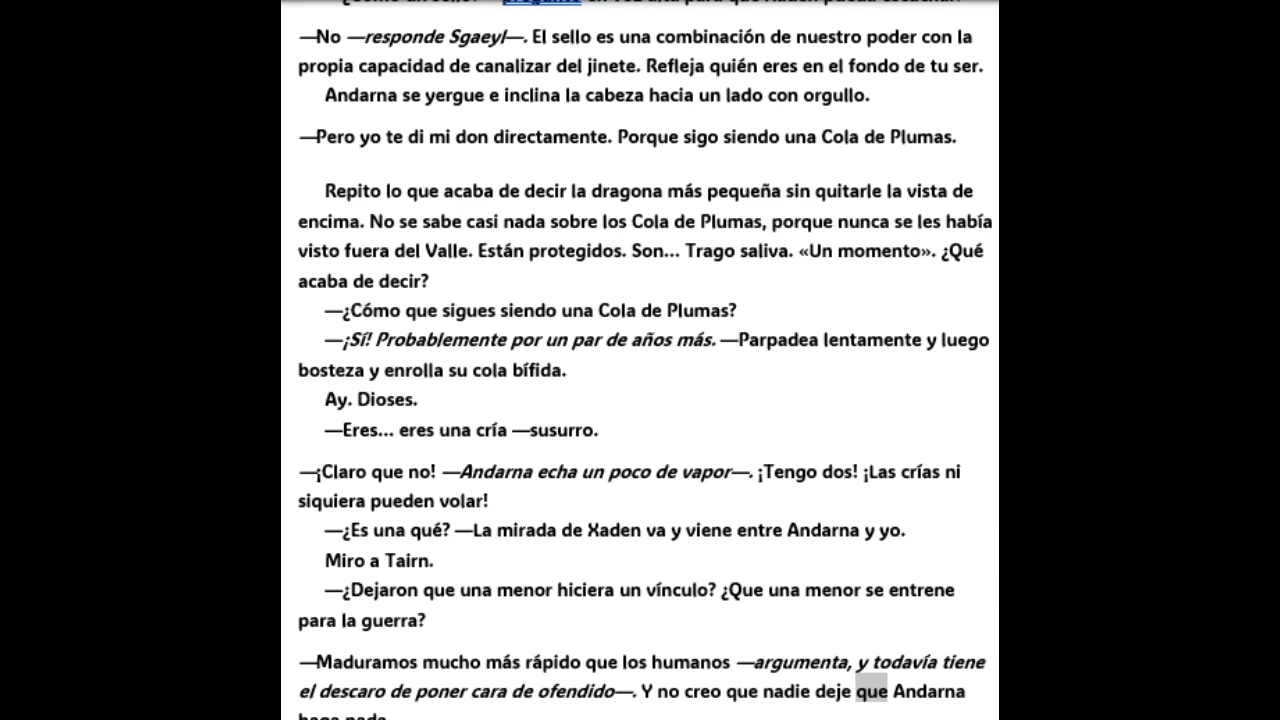 pregunto
—No —responde Sgaeyl—. El sello es una combinación de nuestro poder con la
propia capacidad de canalizar del jinete. Refleja quién eres en el fondo de tu ser.
Andarna se yergue e inclina la cabeza hacia un lado con orgullo.
—Pero yo te di mi don directamente. Porque sigo siendo una Cola de Plumas.
Repito lo que acaba de decir la dragona más pequeña sin quitarle la vista de
encima. No se sabe casi nada sobre los Cola de Plumas, porque nunca se les había
visto fuera del Valle. Están protegidos. Son... Trago saliva. «Un momento». ¿Qué
acaba de decir?
—¿Cómo que sigues siendo una Cola de Plumas?
—¡Sí! Probablemente por un par de años más. —Parpadea lentamente y luego
bosteza y enrolla su cola bífida.
Ay. Dioses.
—Eres... eres una cría —susurro.
—¡Claro que no! —Andarna echa un poco de vapor—. ¡Tengo dos! ¡Las crías ni
siquiera pueden volar!
—¿Es una qué? —La mirada de Xaden va y viene entre Andarna y yo.
Miro a Tairn.
—¿Dejaron que una menor hiciera un vínculo? ¿Que una menor se entrene
para la guerra?
—Maduramos mucho más rápido que los humanos —argumenta, y todavía tiene
el descaro de poner cara de ofendido—. Y no creo que nadie deje que Andarna
haga nada.